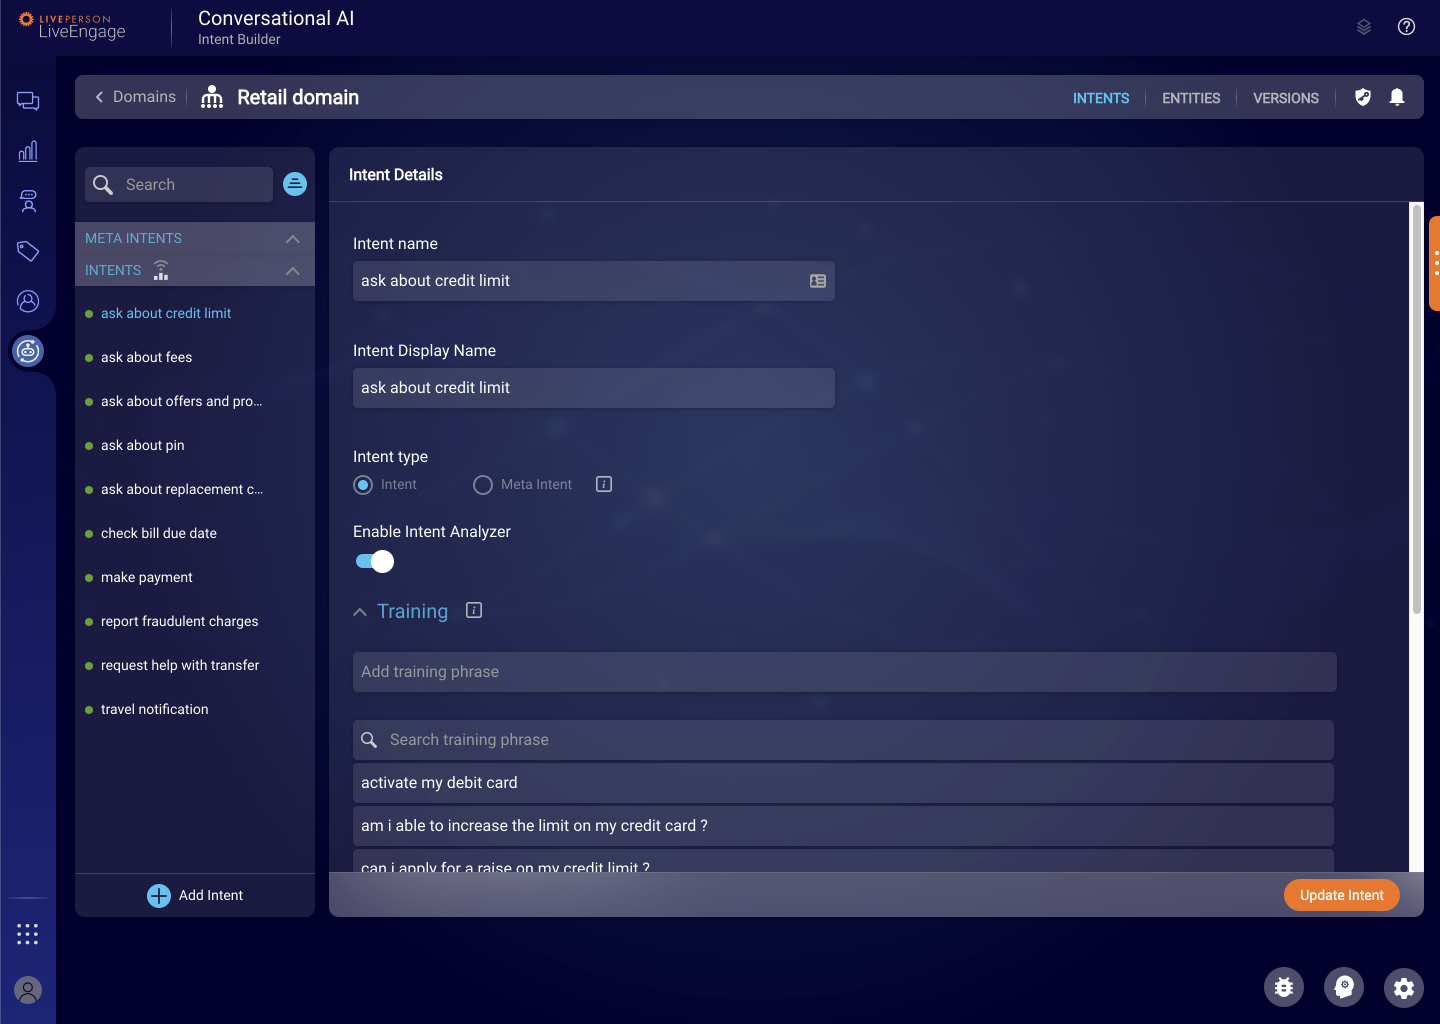 LIVEPERSON
LiveEngage
Conversational AI
Intent Builder
Domains
Retail domain
INTENTS
ENTITIES
VERSIONS
Search
META INTENTS
INTENTS
ask about credit limit
ask about fees
ask about offers and pro...
ask about pin
ask about replacement c...
check bill due date
make payment
report fraudulent charges
request help with transfer
travel notification
Add Intent
Intent Details
Intent name
ask about credit limit
Intent Display Name
ask about credit limit
Intent type
Intent
Meta Intent
Enable Intent Analyzer
Training
Add training phrase
Search training phrase
activate my debit card
am i able to increase the limit on my credit card ?
can i apply for a raise on my credit limit ?
Update Intent